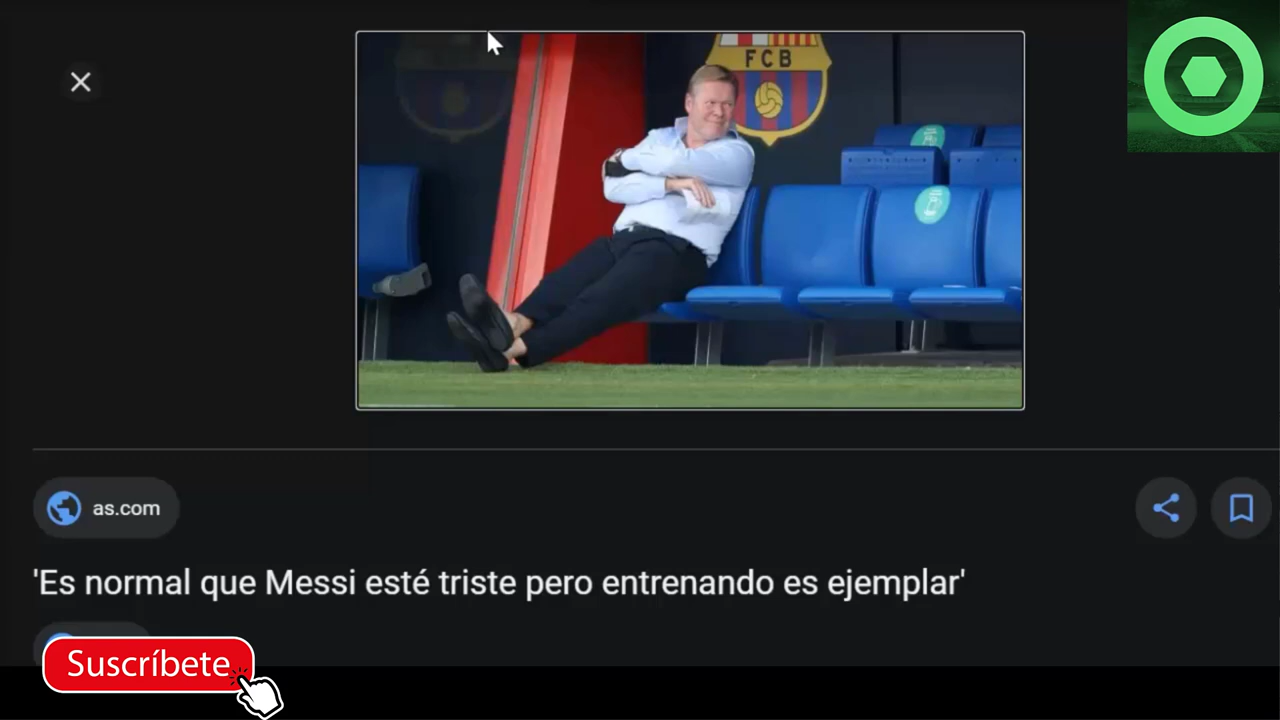 FCB
as.com
'Es normal que Messi esté triste pero entrenando es ejemplar'
Suscríbete